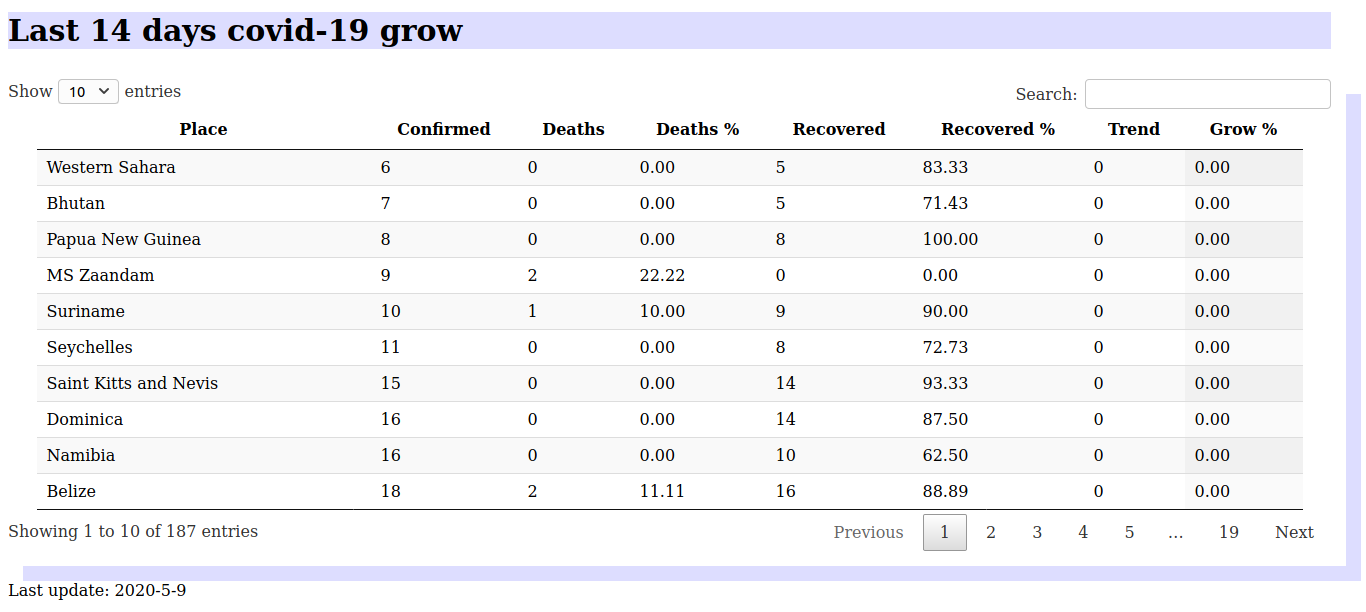 Last 14 days covid-19 grow
Show 10 entries Search:
Place Confirmed Deaths Deaths % Recovered Recovered % Trend Grow %
Western Sahara 6 0 0.00 5 83.33 0 0.00
Bhutan 7 0 0.00 5 71.43 0 0.00
Papua New Guinea 8 0 0.00 8 100.00 0 0.00
MS Zaandam 9 2 22.22 0 0.00 0 0.00
Suriname 10 1 10.00 9 90.00 0 0.00
Seychelles 11 0 0.00 8 72.73 0 0.00
Saint Kitts and Nevis 15 0 0.00 14 93.33 0 0.00
Dominica 16 0 0.00 14 87.50 0 0.00
Namibia 16 0 0.00 10 62.50 0 0.00
Belize 18 2 11.11 16 88.89 0 0.00
Showing 1 to 10 of 187 entries Previous 1 2 3 4 5 … 19 Next
Last update: 2020-5-9